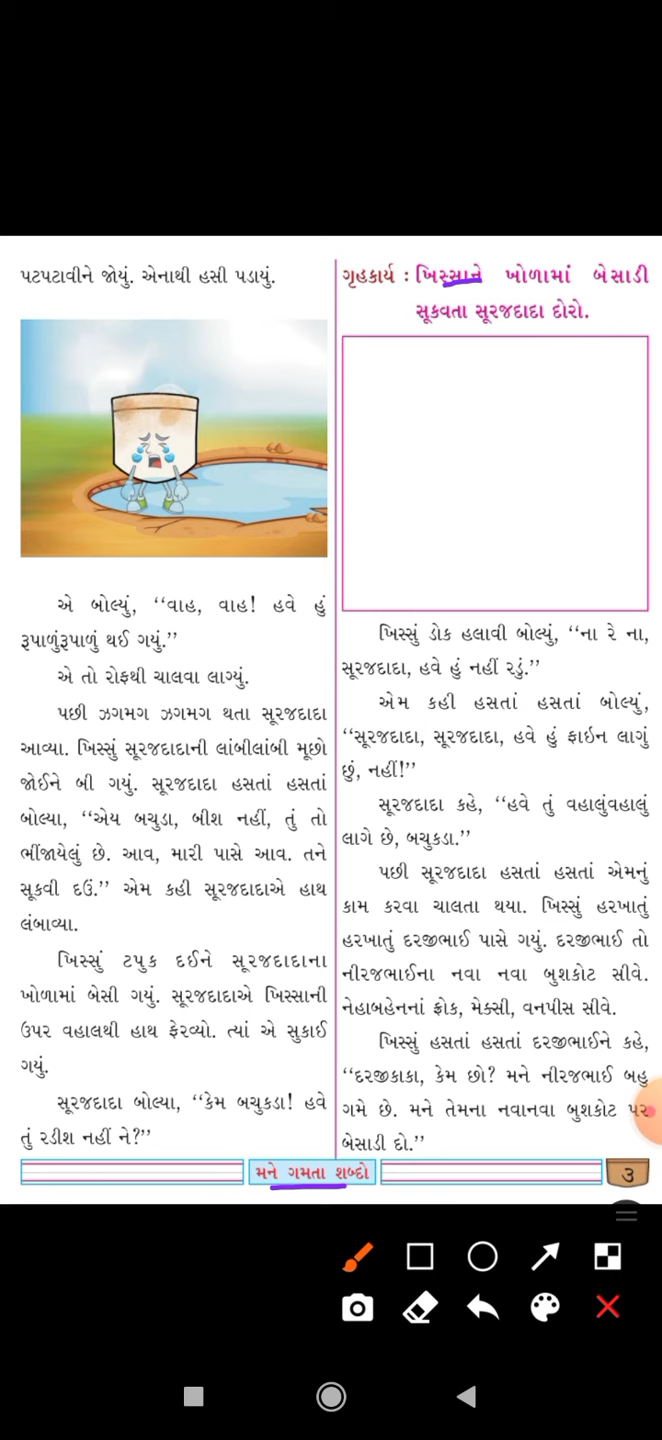 પટપટાવીને જોયું. એનાથી હસી પડાયું.
એ બોલ્યું, ‘‘વાહ, વાહ! હવે હું
રૂપાળુંરૂપાળું થઈ ગયું.’’
એ તો રોફથી ચાલવા લાગ્યું.
પછી ઝગમગ ઝગમગ થતા સૂરજદાદા
આવ્યા. ખિસ્સું સૂરજદાદાની લાંબીલાંબી મૂછો
જોઈને બી ગયું. સૂરજદાદા હસતાં હસતાં
બોલ્યા, ‘‘એય બચુડા, બીશ નહીં, તું તો
ભીંજાયેલું છે. આવ, મારી પાસે આવ. તને
સૂકવી દઉં.’’ એમ કહી સૂરજદાદાએ હાથ
લંબાવ્યા.
ખિસ્સું ટપુક દઈને સૂરજદાદાના
ખોળામાં બેસી ગયું. સૂરજદાદાએ ખિસ્સાની
ઉપર વહાલથી હાથ ફેરવ્યો. ત્યાં એ સુકાઈ
ગયું.
સૂરજદાદા બોલ્યા, ‘‘કેમ બચુકડા! હવે
તું રડીશ નહીં ને?’’
ગૃહકાર્ય : ખિસ્સાને ખોળામાં બેસાડી
સૂકવતા સૂરજદાદા દોરો.
ખિસ્સું ડોક હલાવી બોલ્યું, ‘‘ના રે ના,
સૂરજદાદા, હવે હું નહીં રડું.’’
એમ કહી હસતાં હસતાં બોલ્યું,
‘‘સૂરજદાદા, સૂરજદાદા, હવે હું ફાઇન લાગું
છું, નહીં!’’
સૂરજદાદા કહે, ‘‘હવે તું વહાલુંવહાલું
લાગે છે, બચુકડા.’’
પછી સૂરજદાદા હસતાં હસતાં એમનું
કામ કરવા ચાલતા થયા. ખિસ્સું હરખાતું
હરખાતું દરજીભાઈ પાસે ગયું. દરજીભાઈ તો
નીરજભાઈના નવા નવા બુશકોટ સીવે.
નેહાબહેનનાં ફ્રોક, મેક્સી, વનપીસ સીવે.
ખિસ્સું હસતાં હસતાં દરજીભાઈને કહે,
‘‘દરજીકાકા, કેમ છો? મને નીરજભાઈ બહુ
ગમે છે. મને તેમના નવાનવા બુશકોટ પર
બેસાડી દો.’’
મને ગમતા શબ્દો
૩